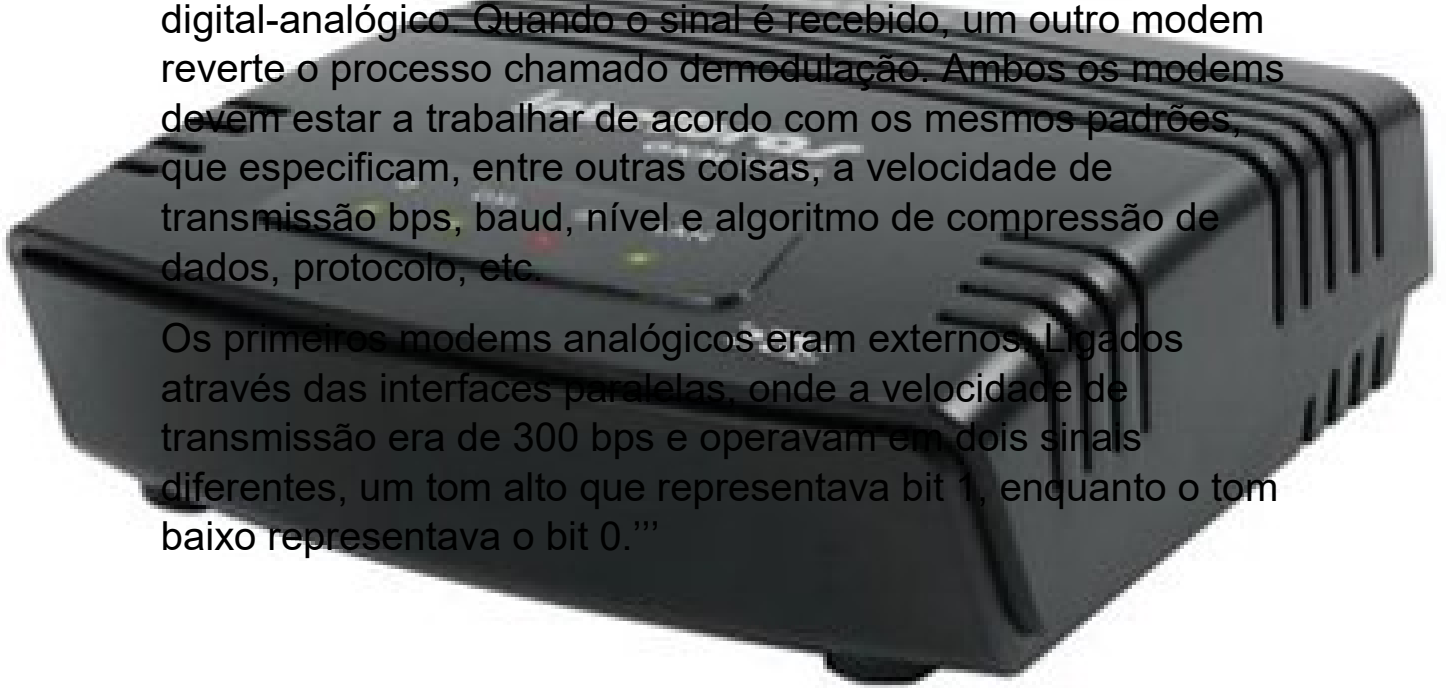 digital-analógico. Quando o sinal é recebido, um outro modem
reverte o processo chamado demodulação. Ambos os modems
devem estar a trabalhar de acordo com os mesmos padrões,
que especificam, entre outras coisas, a velocidade de
transmissão bps, baud, nível e algoritmo de compressão de
dados, protocolo, etc.
Os primeiros modems analógicos eram externos. Ligados
através das interfaces paralelas, onde a velocidade de
transmissão era de 300 bps e operavam em dois sinais
diferentes, um tom alto que representava bit 1, enquanto o tom
baixo representava o bit 0.’’’